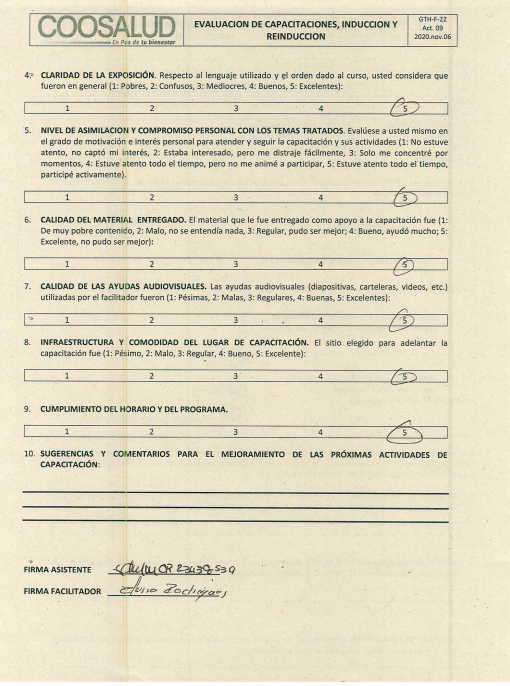 COOSALUD
En Pos de tu bienestar
EVALUACION DE CAPACITACIONES, INDUCCION Y
REINDUCCION
GTH-F-22
Act. 09
2020.nov.06
4. CLARIDAD DE LA EXPOSICIÓN. Respecto al lenguaje utilizado y el orden dado al curso, usted considera que
fueron en general (1: Pobres, 2: Confusos, 3: Mediocres, 4: Buenos, 5: Excelentes):
1 2 3 4 5
5. NIVEL DE ASIMILACION Y COMPROMISO PERSONAL CON LOS TEMAS TRATADOS. Evalúese a usted mismo en
el grado de motivación e interés personal para atender y seguir la capacitación y sus actividades (1: No estuve
atento, no captó mi interés, 2: Estaba interesado, pero me distraje fácilmente, 3: Solo me concentré por
momentos, 4: Estuve atento todo el tiempo, pero no me animé a participar, 5: Estuve atento todo el tiempo,
participé activamente).
1 2 3 4 5
6. CALIDAD DEL MATERIAL ENTREGADO. El material que le fue entregado como apoyo a la capacitación fue (1:
De muy pobre contenido, 2: Malo, no se entendía nada, 3: Regular, pudo ser mejor; 4: Bueno, ayudó mucho; 5:
Excelente, no pudo ser mejor):
1 2 3 4 5
7. CALIDAD DE LAS AYUDAS AUDIOVISUALES. Las ayudas audiovisuales (diapositivas, carteleras, videos, etc.)
utilizadas por el facilitador fueron (1: Pésimas, 2: Malas, 3: Regulares, 4: Buenas, 5: Excelentes):
1 2 3 4 5
8. INFRAESTRUCTURA Y COMODIDAD DEL LUGAR DE CAPACITACIÓN. El sitio elegido para adelantar la
capacitación fue (1: Pésimo, 2: Malo, 3: Regular, 4: Bueno, 5: Excelente):
1 2 3 4 5
9. CUMPLIMIENTO DEL HORARIO Y DEL PROGRAMA.
1 2 3 4 5
10. SUGERENCIAS Y COMENTARIOS PARA EL MEJORAMIENTO DE LAS PRÓXIMAS ACTIVIDADES DE
CAPACITACIÓN:
FIRMA ASISTENTE
FIRMA FACILITADOR